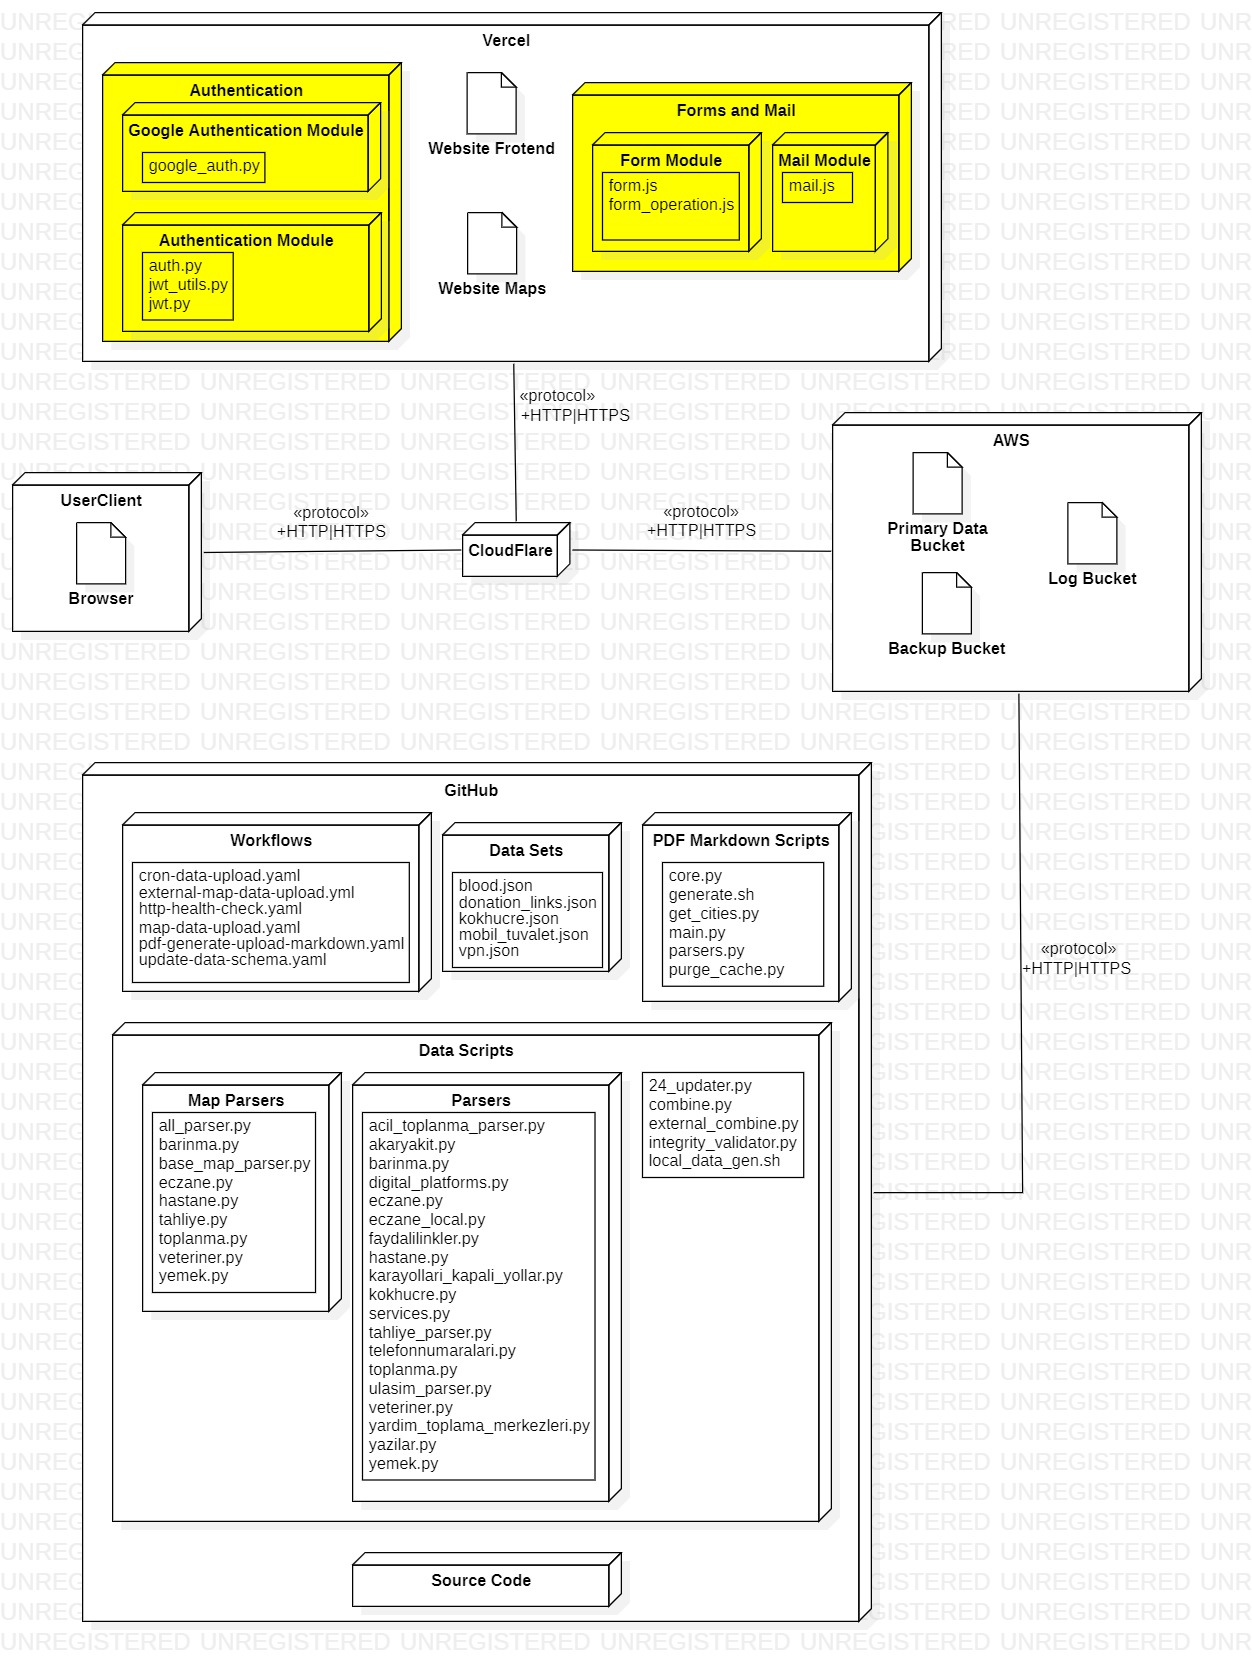 Vercel
Authentication
Google Authentication Module
google_auth.py
Authentication Module
auth.py
jwt_utils.py
jwt.py
Website Frotend
Website Maps
Forms and Mail
Form Module
form.js
form_operation.js
Mail Module
mail.js
«protocol»
+HTTP|HTTPS
UserClient
Browser
«protocol»
+HTTP|HTTPS
CloudFlare
«protocol»
+HTTP|HTTPS
AWS
Primary Data
Bucket
Log Bucket
Backup Bucket
«protocol»
+HTTP|HTTPS
GitHub
Workflows
cron-data-upload.yaml
external-map-data-upload.yml
http-health-check.yaml
map-data-upload.yaml
pdf-generate-upload-markdown.yaml
update-data-schema.yaml
Data Sets
blood.json
donation_links.json
kokhucre.json
mobil_tuvalet.json
vpn.json
PDF Markdown Scripts
core.py
generate.sh
get_cities.py
main.py
parsers.py
purge_cache.py
Data Scripts
Map Parsers
all_parser.py
barinma.py
base_map_parser.py
eczane.py
hastane.py
tahliye.py
toplanma.py
veteriner.py
yemek.py
Parsers
acil_toplanma_parser.py
akaryakit.py
barinma.py
digital_platforms.py
eczane.py
eczane_local.py
faydalilinkler.py
hastane.py
karayollari_kapali_yollar.py
kokhucre.py
services.py
tahliye_parser.py
telefonnumaralari.py
toplanma.py
ulasim_parser.py
veteriner.py
yardim_toplama_merkezleri.py
yazilar.py
yemek.py
24_updater.py
combine.py
external_combine.py
integrity_validator.py
local_data_gen.sh
Source Code
UNREGISTERED